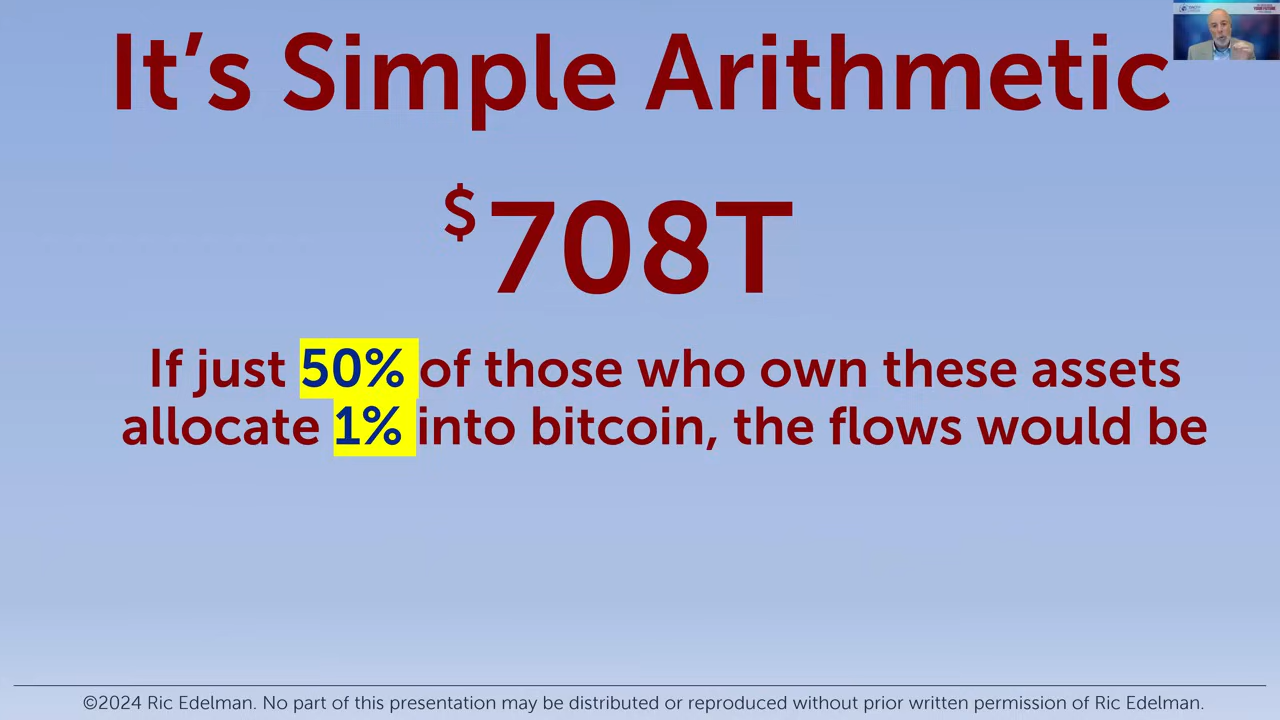 It's Simple Arithmetic
$708T
If just 50% of those who own these assets
allocate 1% into bitcoin, the flows would be
©2024 Ric Edelman. No part of this presentation may be distributed or reproduced without prior written permission of Ric Edelman.